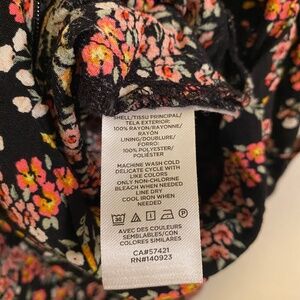 SHELL/TISSU PRINCIPAL/
TELA EXTERIOR:
100% RAYON/RAYONNE/
RAYÓN
LINING/DOUBLURE/
FORRO:
100% POLYESTER/
POLIÉSTER
MACHINE WASH COLD
DELICATE CYCLE WITH
LIKE COLORS
ONLY NON-CHLORINE
BLEACH WHEN NEEDED
LINE DRY
COOL IRON WHEN
NEEDED
AVEC DES COULEURS
SEMBLABLES/CON
COLORES SIMILARES
CA#57421
RN#140923